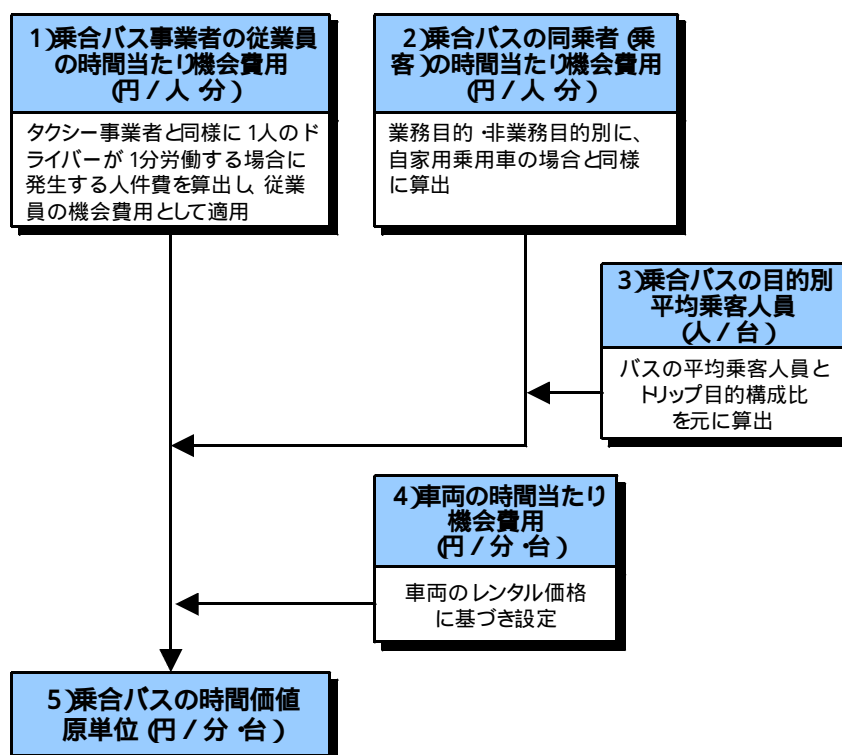 1)乗合バス事業者の従業員
の時間当たり機会費用
(円/人・分)
タクシー事業者と同様に1人のド
ライバーが1分労働する場合に
発生する人件費を算出し、従業
員の機会費用として適用
2)乗合バスの同乗者(乗
客)の時間当たり機会費用
(円/人・分)
業務目的・非業務目的別に、
自家用乗用車の場合と同様
に算出
3)乗合バスの目的別
平均乗客人員
(人/台)
バスの平均乗客人員と
トリップ目的構成比
を元に算出
4)車両の時間当たり
機会費用
(円/分・台)
車両のレンタル価格
に基づき設定
5)乗合バスの時間価値
原単位(円/分・台)